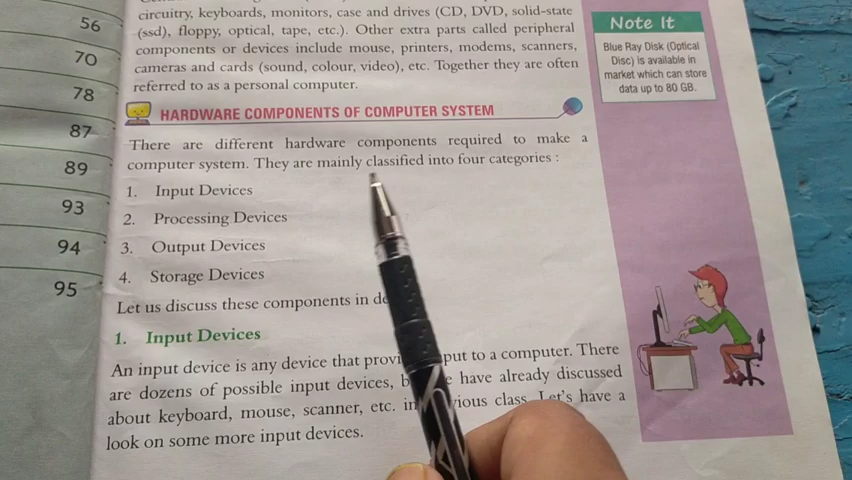 56
70
78
87
89
93
94
95
circuitry, keyboards, monitors, case and drives (CD, DVD, solid-state
(ssd), floppy, optical, tape, etc.). Other extra parts called peripheral
components or devices include mouse, printers, modems, scanners,
cameras and cards (sound, colour, video), etc. Together they are often
referred to as a personal computer.
HARDWARE COMPONENTS OF COMPUTER SYSTEM
There are different hardware components required to make a
computer system. They are mainly classified into four categories :
1. Input Devices
2. Processing Devices
3. Output Devices
4. Storage Devices
Let us discuss these components in de
1. Input Devices
An input device is any device that provi put to a computer. There
are dozens of possible input devices, b e have already discussed
about keyboard, mouse, scanner, etc. in vious class. Let's have a
look on some more input devices.
Note It
Blue Ray Disk (Optical
Disc) is available in
market which can store
data up to 80 GB.